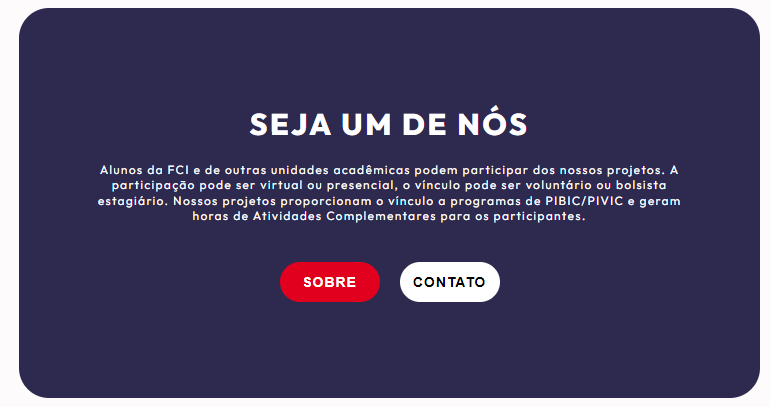 SEJA UM DE NÓS
Alunos da FCI e de outras unidades acadêmicas podem participar dos nossos projetos. A
participação pode ser virtual ou presencial, o vínculo pode ser voluntário ou bolsista
estagiário. Nossos projetos proporcionam o vínculo a programas de PIBIC/PIVIC e geram
horas de Atividades Complementares para os participantes.
SOBRE
CONTATO